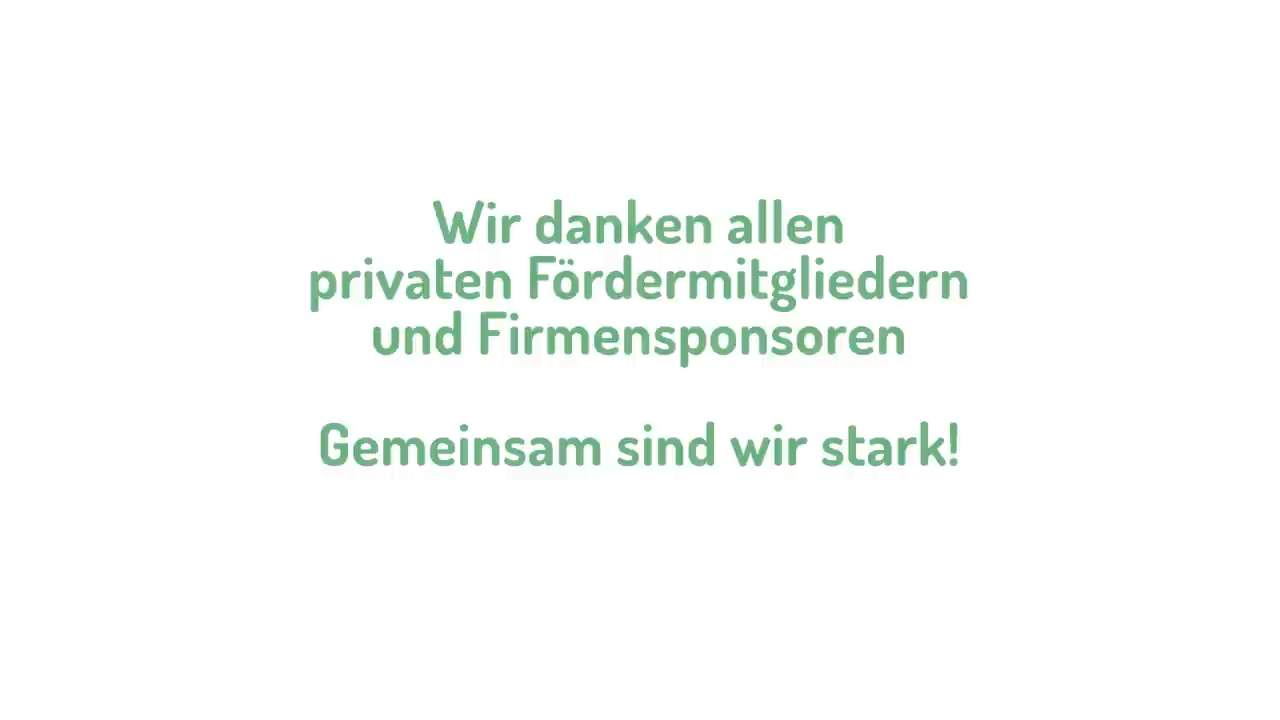 Wir danken allen
privaten Fördermitgliedern
und Firmensponsoren
Gemeinsam sind wir stark!